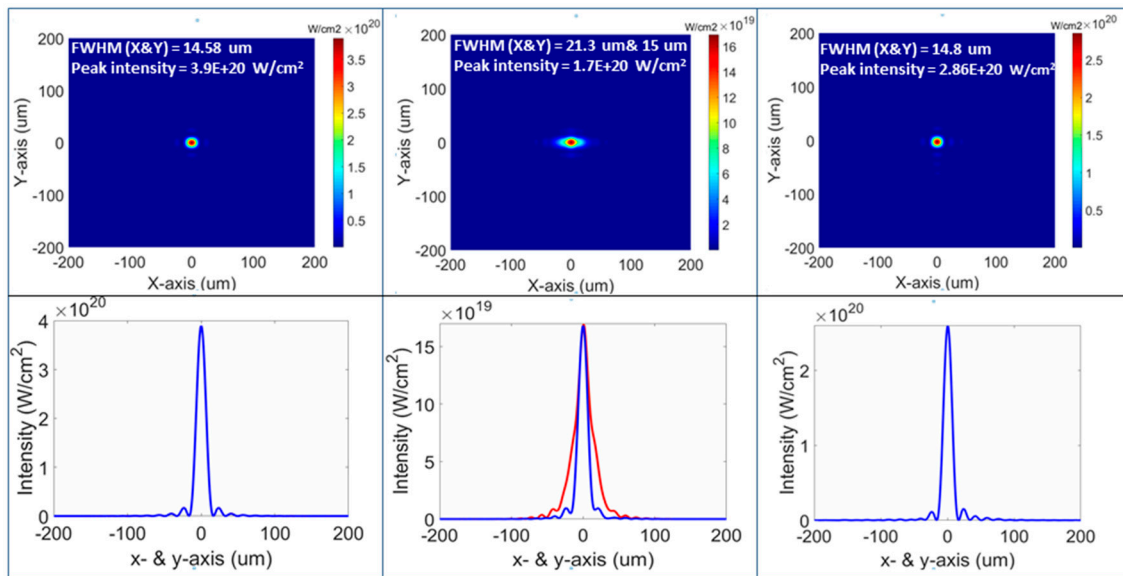 W/cm2 ×10^20
FWHM (X&Y) = 14.58 um
Peak intensity = 3.9E+20 W/cm²
Y-axis (um)
200
100
0
-100
-200
-200 -100 0 100 200
X-axis (um)
3.5
3
2.5
2
1.5
1
0.5
W/cm2 ×10^19
FWHM (X&Y) = 21.3 um& 15 um
Peak intensity = 1.7E+20 W/cm²
Y-axis (um)
200
100
0
-100
-200
-200 -100 0 100 200
X-axis (um)
16
14
12
10
8
6
4
2
W/cm2 ×10^20
FWHM (X&Y) = 14.8 um
Peak intensity = 2.86E+20 W/cm²
Y-axis (um)
200
100
0
-100
-200
-200 -100 0 100 200
X-axis (um)
2.5
2
1.5
1
0.5
×10^20
Intensity (W/cm²)
4
3
2
1
0
-200 -100 0 100 200
x- & y-axis (um)
×10^19
Intensity (W/cm²)
15
10
5
0
-200 -100 0 100 200
x- & y-axis (um)
×10^20
Intensity (W/cm²)
2
1
0
-200 -100 0 100 200
x- & y-axis (um)